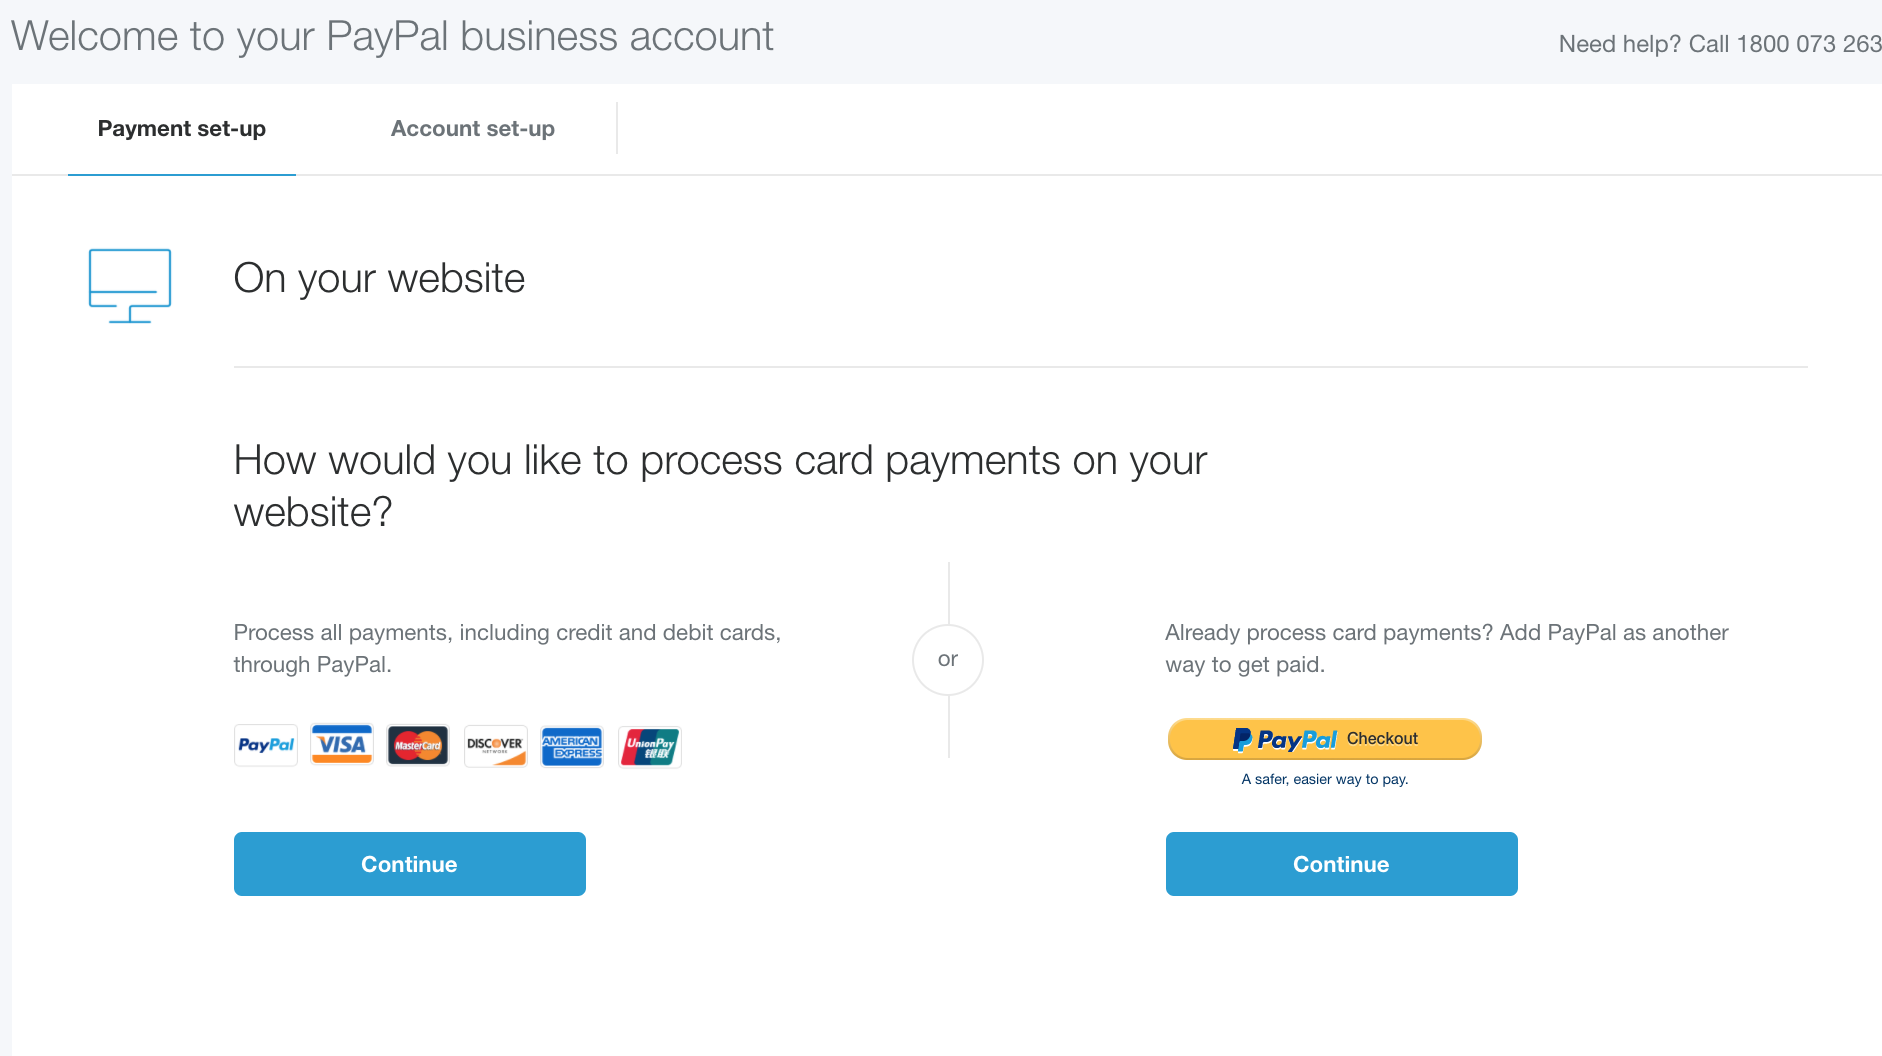 Welcome to your PayPal business account
Need help? Call 1800 073 263
Payment set-up
Account set-up
On your website
How would you like to process card payments on your
website?
Process all payments, including credit and debit cards,
through PayPal.
or
Already process card payments? Add PayPal as another
way to get paid.
PayPal
VISA
MasterCard
DISCOVER
NETWORK
AMERICAN
EXPRESS
UnionPay
银联
PayPal Checkout
A safer, easier way to pay.
Continue
Continue